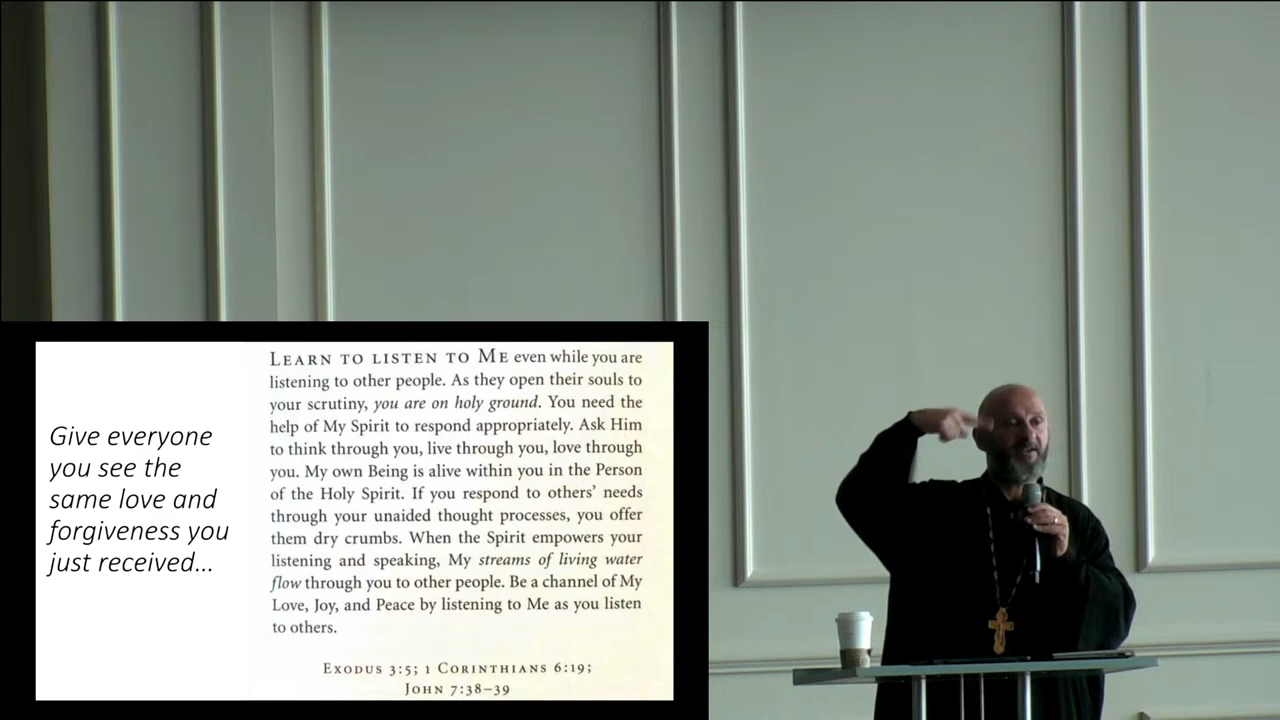 Give everyone
you see the
same love and
forgiveness you
just received...
LEARN TO LISTEN TO ME even while you are
listening to other people. As they open their souls to
your scrutiny, you are on holy ground. You need the
help of My Spirit to respond appropriately. Ask Him
to think through you, live through you, love through
you. My own Being is alive within you in the Person
of the Holy Spirit. If you respond to others’ needs
through your unaided thought processes, you offer
them dry crumbs. When the Spirit empowers your
listening and speaking, My streams of living water
flow through you to other people. Be a channel of My
Love, Joy, and Peace by listening to Me as you listen
to others.
EXODUS 3:5; 1 CORINTHIANS 6:19;
JOHN 7:38–39